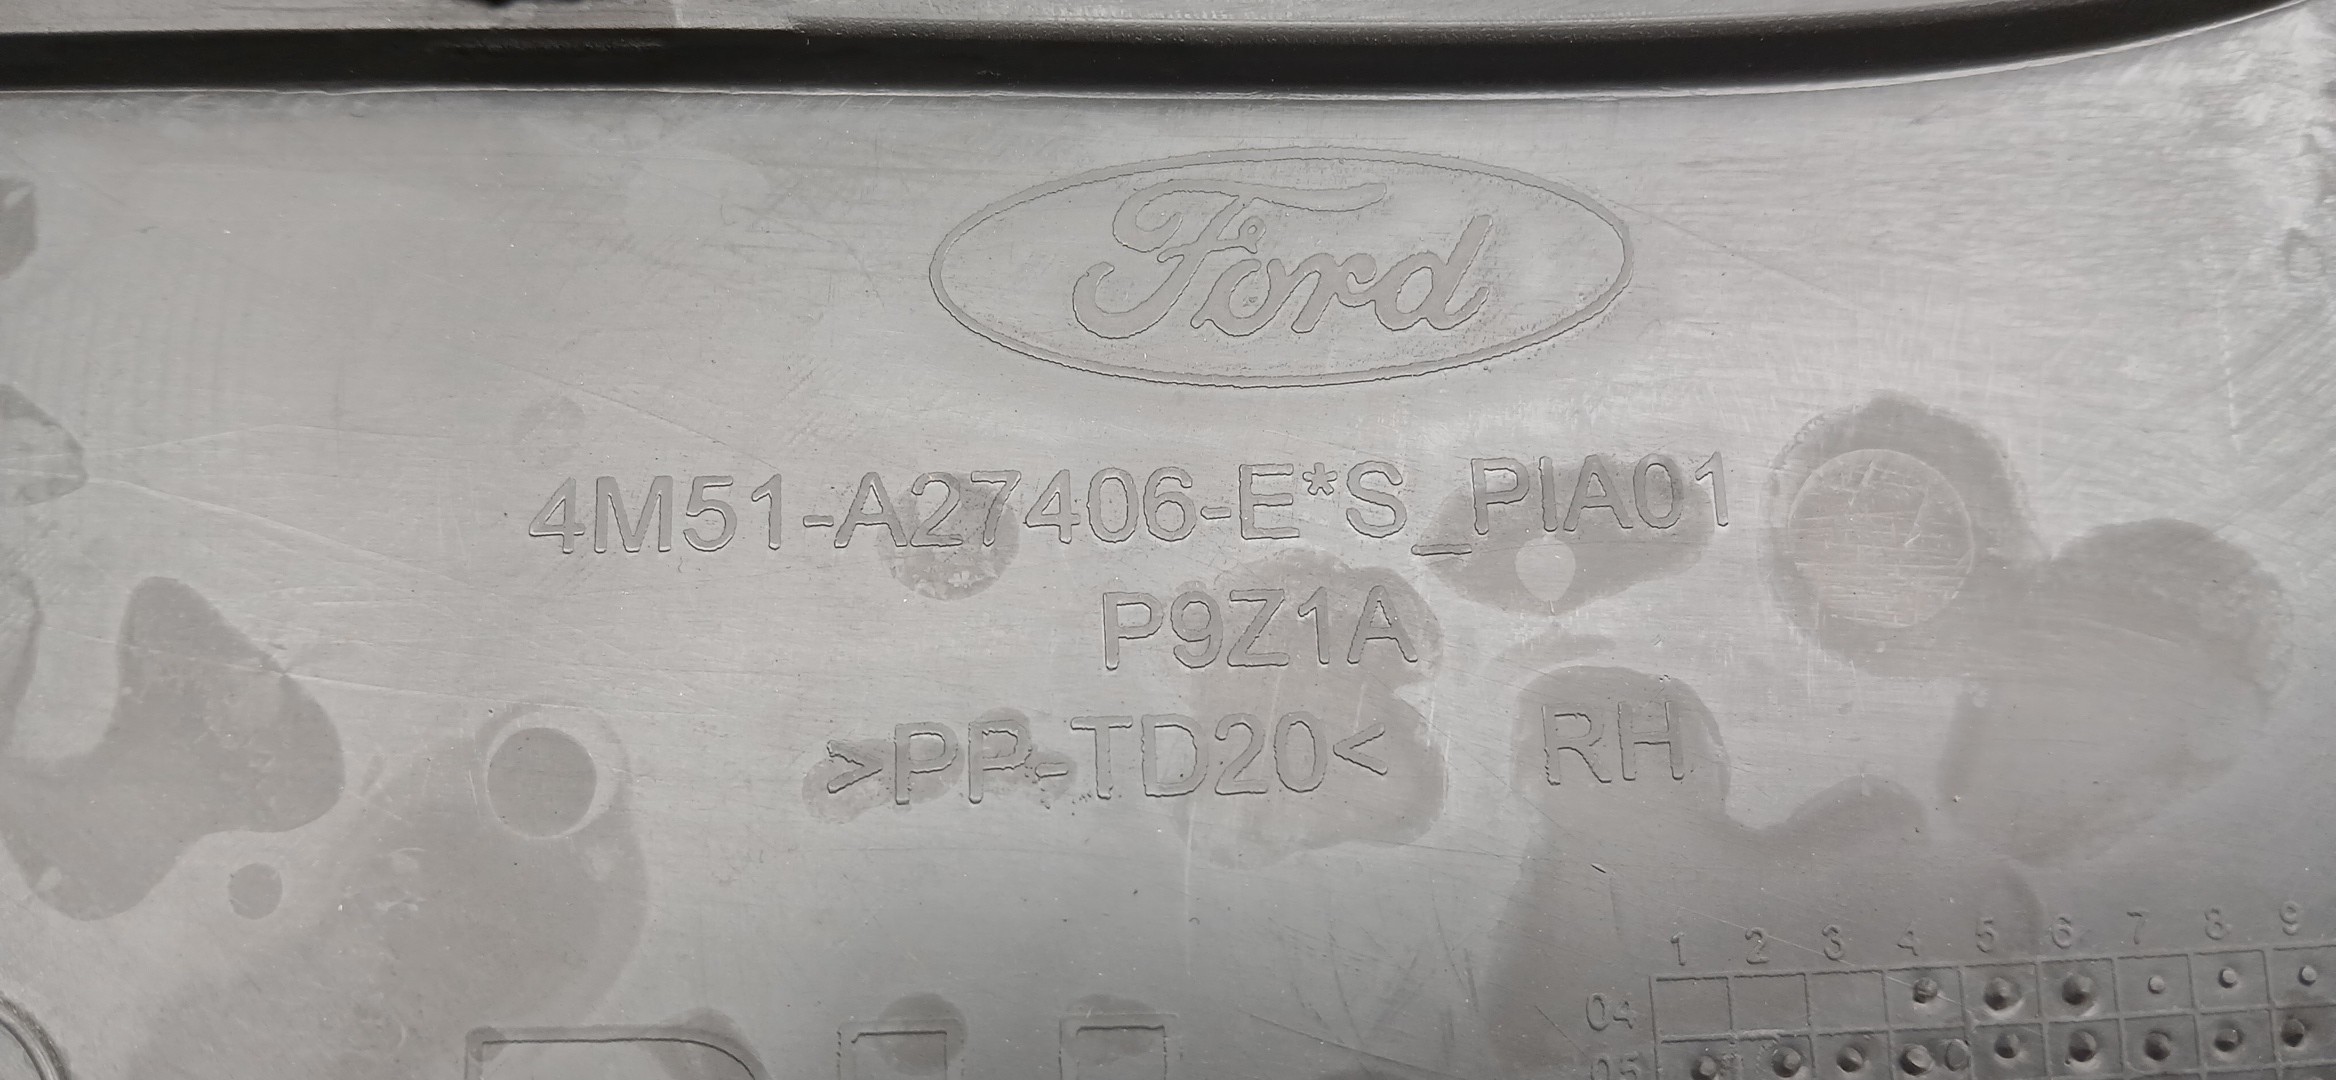 Ford
4M51-A27406-E*S_PIA01
P9Z1A
>PP-TD20< RH
1 2 3 4 5 6 7 8 9
04
05